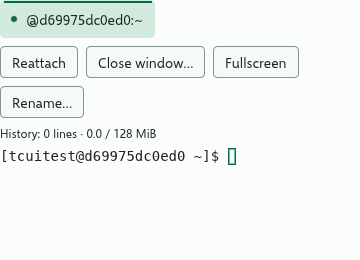 @d69975dc0ed0:~
Reattach
Close window...
Fullscreen
Rename...
History: 0 lines · 0.0 / 128 MiB
[tcuitest@d69975dc0ed0 ~]$